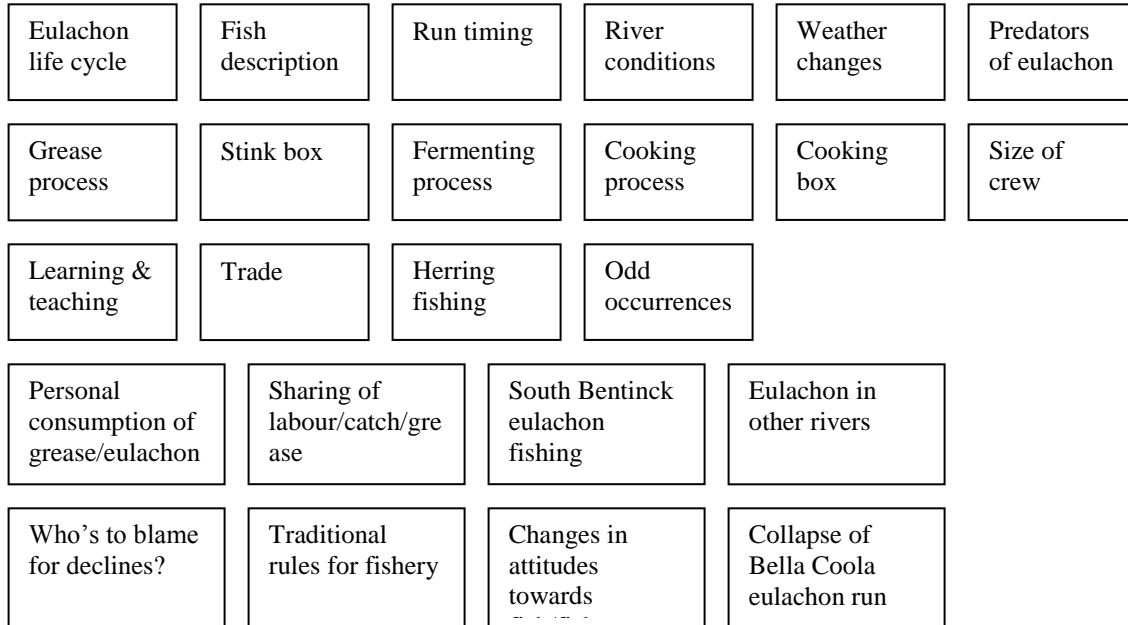 Eulachon
life cycle
Fish
description
Run timing
River
conditions
Weather
changes
Predators
of eulachon
Grease
process
Stink box
Fermenting
process
Cooking
process
Cooking
box
Size of
crew
Learning &
teaching
Trade
Herring
fishing
Odd
occurrences
Personal
consumption of
grease/eulachon
Sharing of
labour/catch/gre
ase
South Bentinck
eulachon
fishing
Eulachon in
other rivers
Who’s to blame
for declines?
Traditional
rules for fishery
Changes in
attitudes
towards
Collapse of
Bella Coola
eulachon run